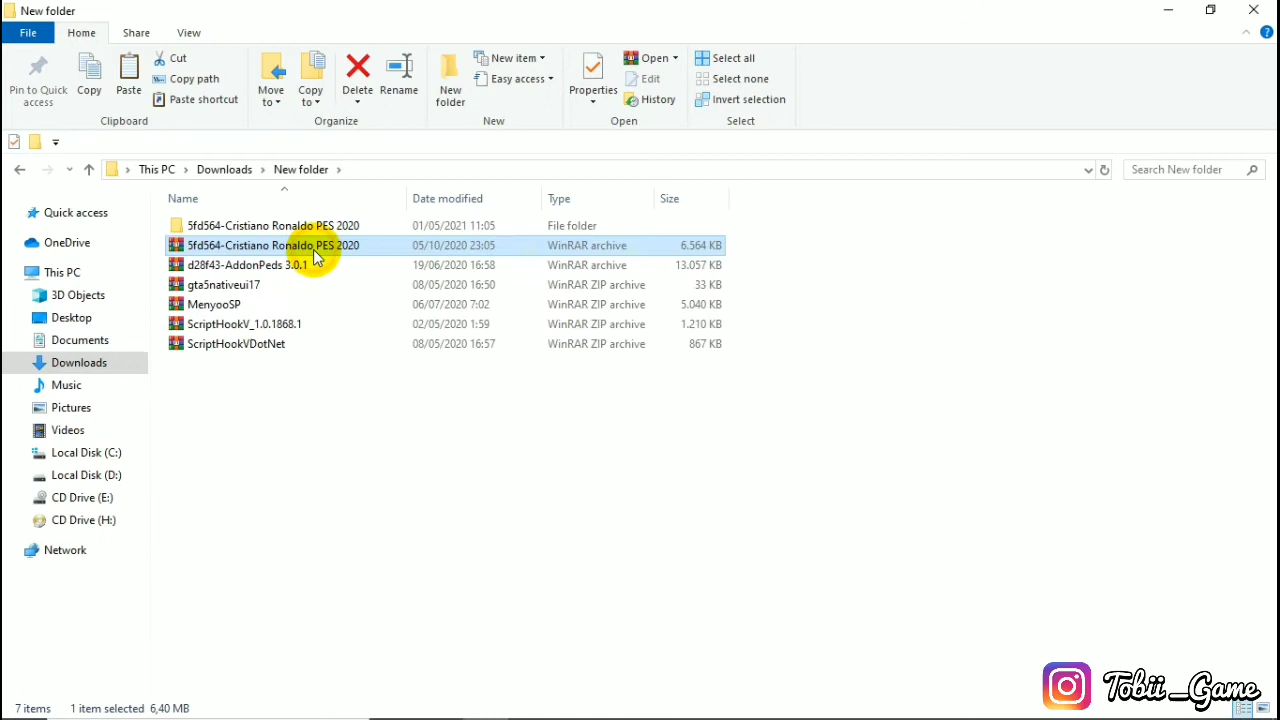 New folder
File Home Share View
Pin to Quick access
Copy
Paste
Cut
Copy path
Paste shortcut
Clipboard
Move to
Copy to
Delete
Rename
Organize
New folder
New item
Easy access
New
Properties
Open
Edit
History
Open
Select all
Select none
Invert selection
Select
This PC > Downloads > New folder >
Search New folder
Name Date modified Type Size
5fd564-Cristiano Ronaldo PES 2020 01/05/2021 11:05 File folder
5fd564-Cristiano Ronaldo PES 2020 05/10/2020 23:05 WinRAR archive 6.564 KB
d28f43-AddonPeds 3.0.1 19/06/2020 16:58 WinRAR archive 13.057 KB
gta5nativeui17 08/05/2020 16:50 WinRAR ZIP archive 33 KB
MenyooSP 06/07/2020 7:02 WinRAR ZIP archive 5.040 KB
ScriptHookV_1.0.1868.1 02/05/2020 1:59 WinRAR ZIP archive 1.210 KB
ScriptHookVDotNet 08/05/2020 16:57 WinRAR ZIP archive 867 KB
Quick access
OneDrive
This PC
3D Objects
Desktop
Documents
Downloads
Music
Pictures
Videos
Local Disk (C:)
Local Disk (D:)
CD Drive (E:)
CD Drive (H:)
Network
Tobii_Game
7 items 1 item selected 6,40 MB